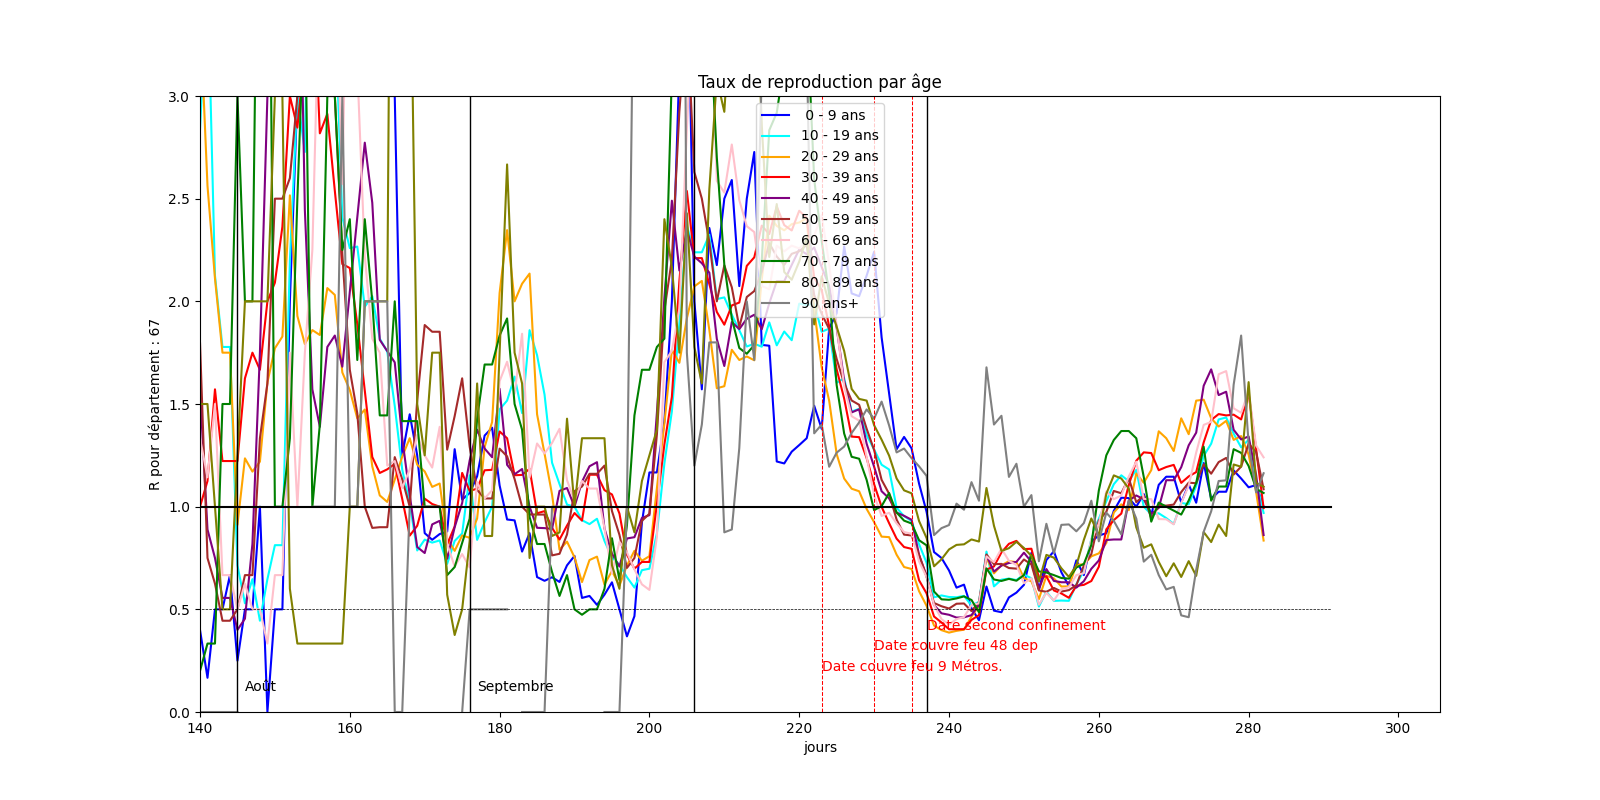 Taux de reproduction par âge
R pour département : 67
3.0
2.5
2.0
1.5
1.0
0.5
0.0
0 - 9 ans
10 - 19 ans
20 - 29 ans
30 - 39 ans
40 - 49 ans
50 - 59 ans
60 - 69 ans
70 - 79 ans
80 - 89 ans
90 ans+
Date second confinement
Date couvre feu 48 dep
Date couvre feu 9 Métros.
Août
Septembre
140 160 180 200 220 240 260 280 300
jours